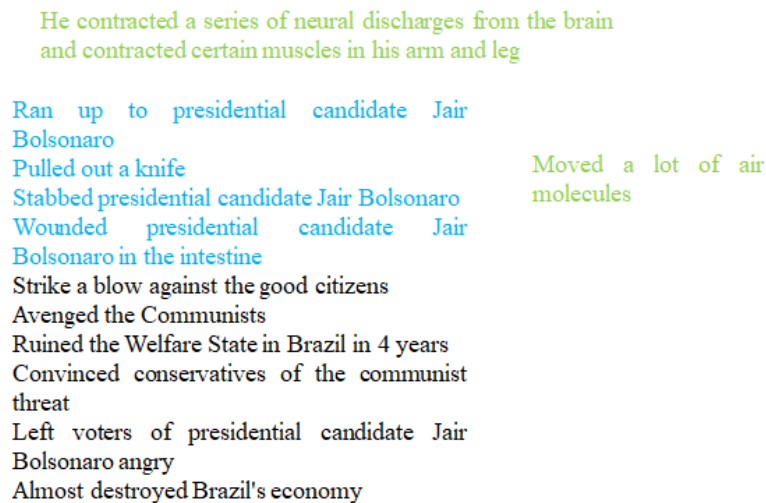 He contracted a series of neural discharges from the brain
and contracted certain muscles in his arm and leg
Ran up to presidential candidate Jair
Bolsonaro
Pulled out a knife
Stabbed presidential candidate Jair Bolsonaro
Wounded presidential candidate Jair
Bolsonaro in the intestine
Strike a blow against the good citizens
Avenged the Communists
Ruined the Welfare State in Brazil in 4 years
Convinced conservatives of the communist
threat
Left voters of presidential candidate Jair
Bolsonaro angry
Almost destroyed Brazil's economy
Moved a lot of air
molecules